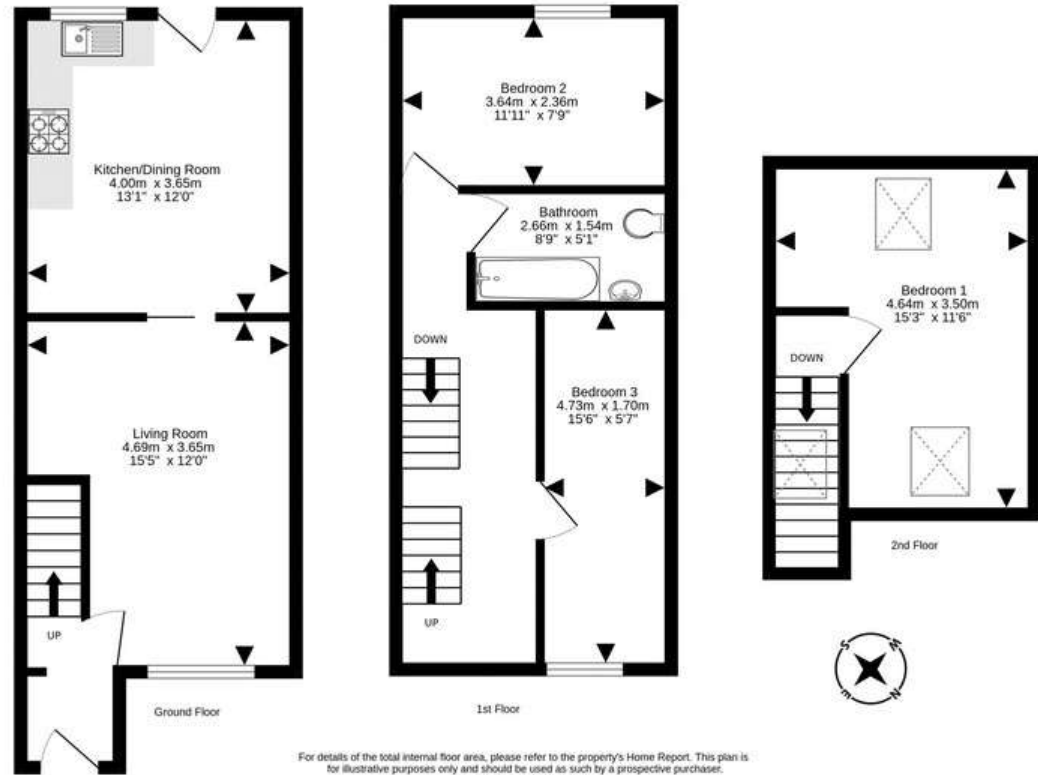 Kitchen/Dining Room
4.00m x 3.65m
13'1" x 12'0"
Living Room
4.69m x 3.65m
15'5" x 12'0"
UP
Ground Floor
Bedroom 2
3.64m x 2.36m
11'11" x 7'9"
Bathroom
2.66m x 1.54m
8'9" x 5'1"
DOWN
Bedroom 3
4.73m x 1.70m
15'6" x 5'7"
UP
1st Floor
Bedroom 1
4.64m x 3.50m
15'3" x 11'6"
DOWN
2nd Floor
S
W
E
N
For details of the total internal floor area, please refer to the property's Home Report. This plan is
for illustrative purposes only and should be used as such by a prospective purchaser.